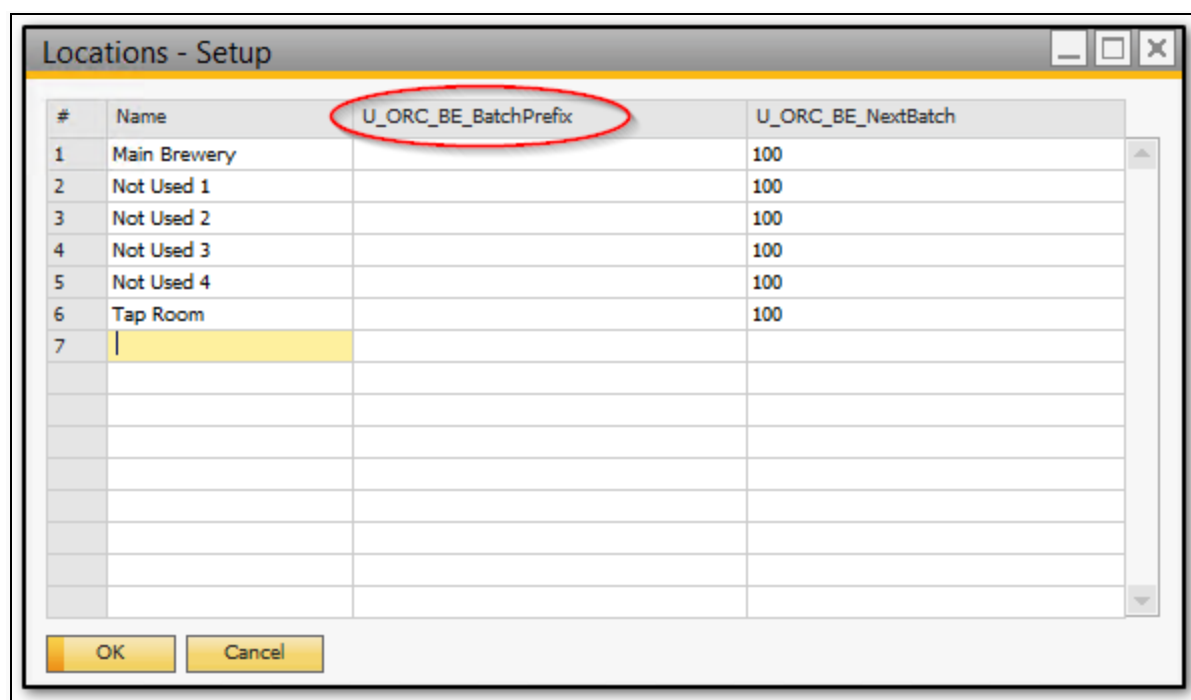 Locations - Setup
# Name U_ORC_BE_BatchPrefix U_ORC_BE_NextBatch
1 Main Brewery 100
2 Not Used 1 100
3 Not Used 2 100
4 Not Used 3 100
5 Not Used 4 100
6 Tap Room 100
7
OK Cancel